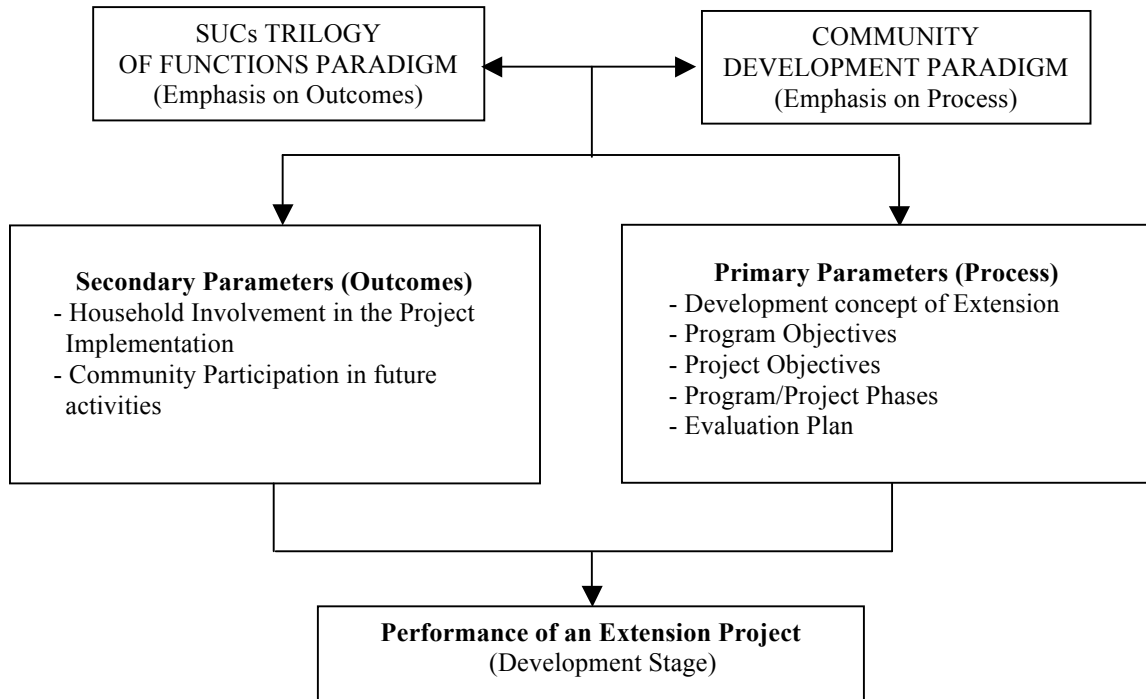 SUCs TRILOGY
OF FUNCTIONS PARADIGM
(Emphasis on Outcomes)
COMMUNITY
DEVELOPMENT PARADIGM
(Emphasis on Process)
Secondary Parameters (Outcomes)
- Household Involvement in the Project
Implementation
- Community Participation in future
activities
Primary Parameters (Process)
- Development concept of Extension
- Program Objectives
- Project Objectives
- Program/Project Phases
- Evaluation Plan
Performance of an Extension Project
(Development Stage)